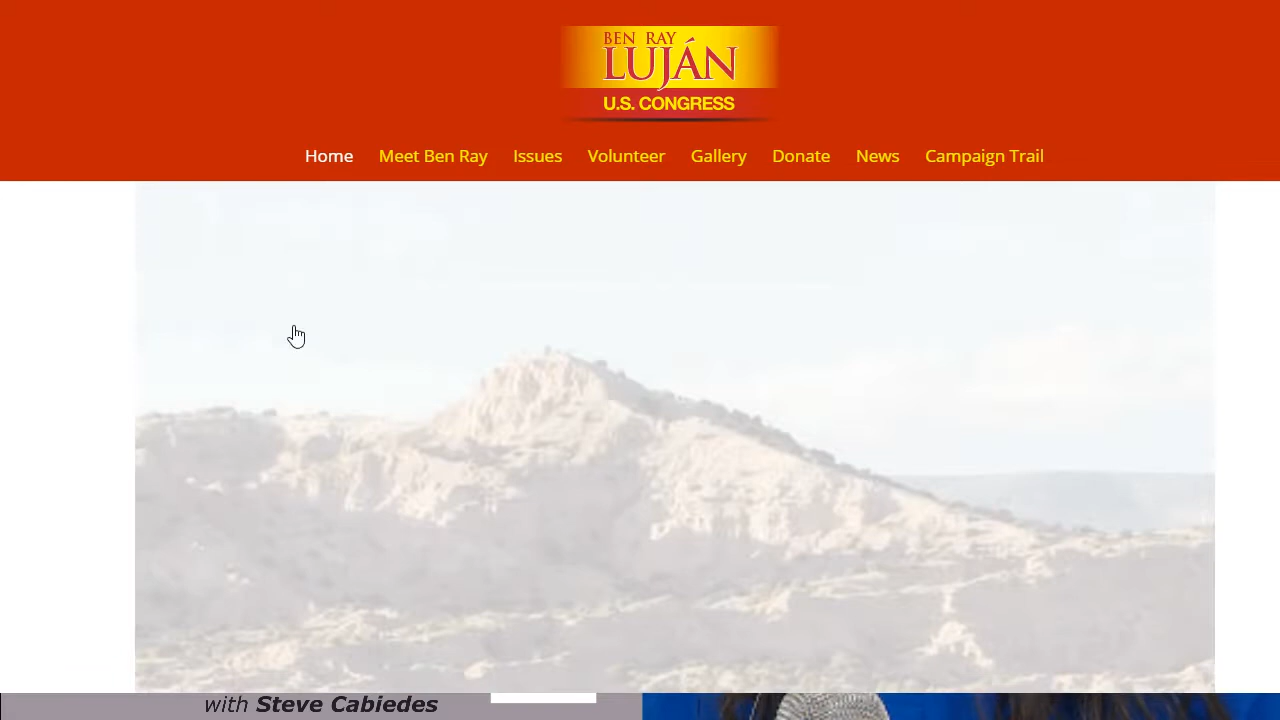 BEN RAY
LUJÁN
U.S. CONGRESS
Home Meet Ben Ray Issues Volunteer Gallery Donate News Campaign Trail
with Steve Cabiedes